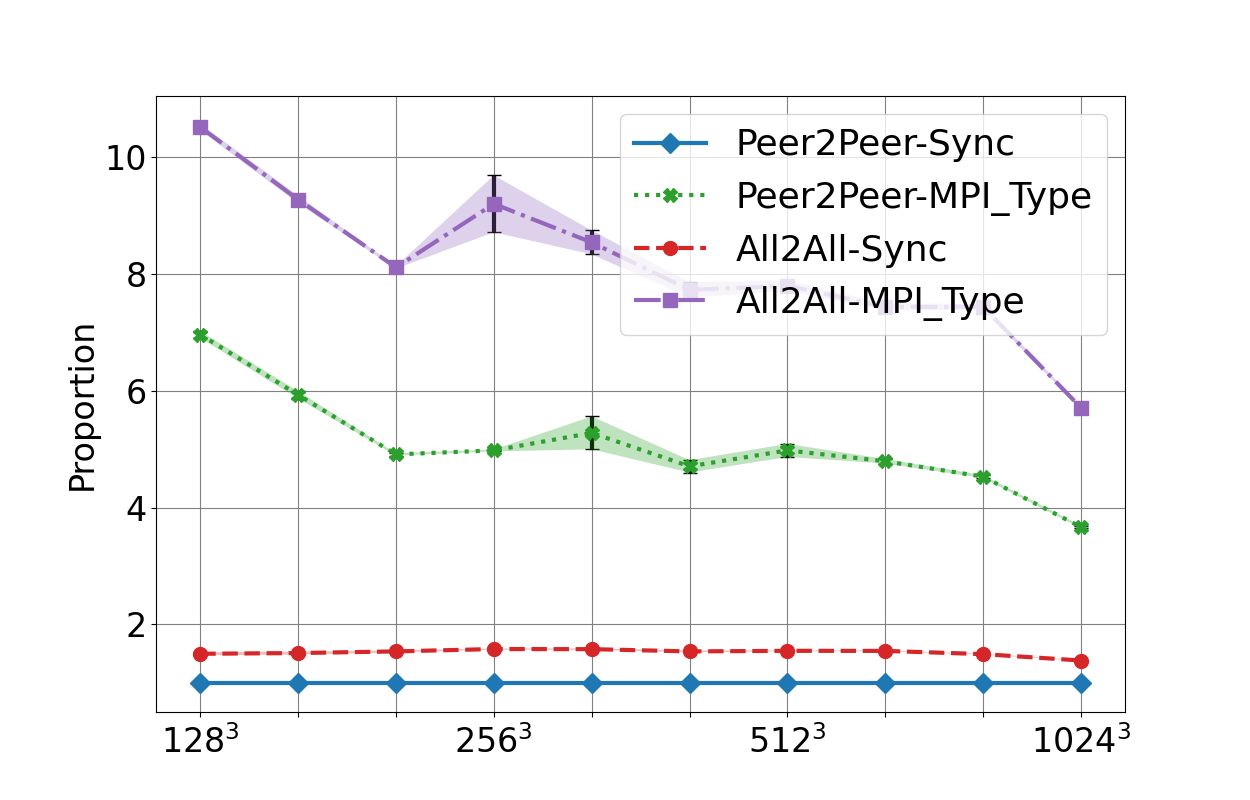 Proportion
10
8
6
4
2
128³
256³
512³
1024³
Peer2Peer-Sync
Peer2Peer-MPI_Type
All2All-Sync
All2All-MPI_Type